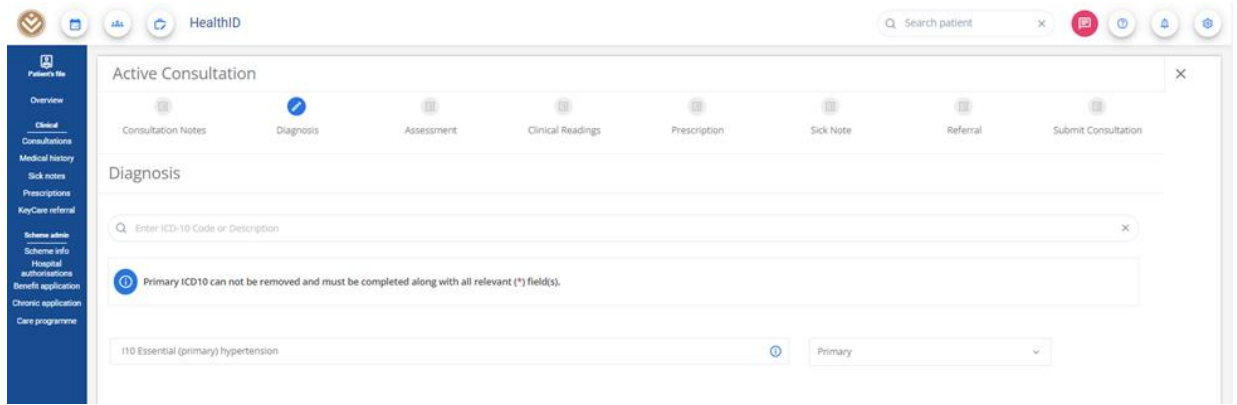 HealthID
Search patient
Patient's file
Overview
Clinical
Consultations
Medical history
Sick notes
Prescriptions
KeyCare referral
Scheme admin
Scheme info
Hospital
authorisations
Benefit application
Chronic application
Care programme
Active Consultation
Consultation Notes
Diagnosis
Assessment
Clinical Readings
Prescription
Sick Note
Referral
Submit Consultation
Diagnosis
Enter ICD-10 Code or Description
Primary ICD10 can not be removed and must be completed along with all relevant (*) field(s).
I10 Essential (primary) hypertension
Primary